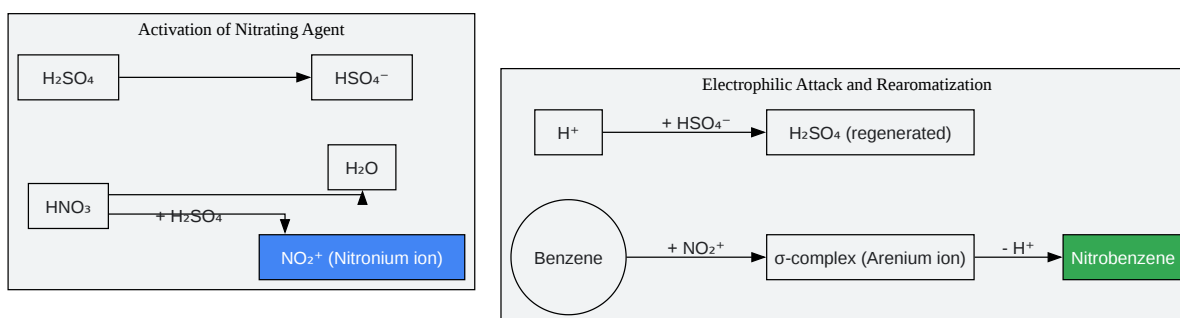 Activation of Nitrating Agent
H₂SO₄
HSO₄⁻
H₂O
HNO₃
+ H₂SO₄
NO₂⁺ (Nitronium ion)
Electrophilic Attack and Rearomatization
H⁺
+ HSO₄⁻
H₂SO₄ (regenerated)
Benzene
+ NO₂⁺
σ-complex (Arenium ion)
- H⁺
Nitrobenzene